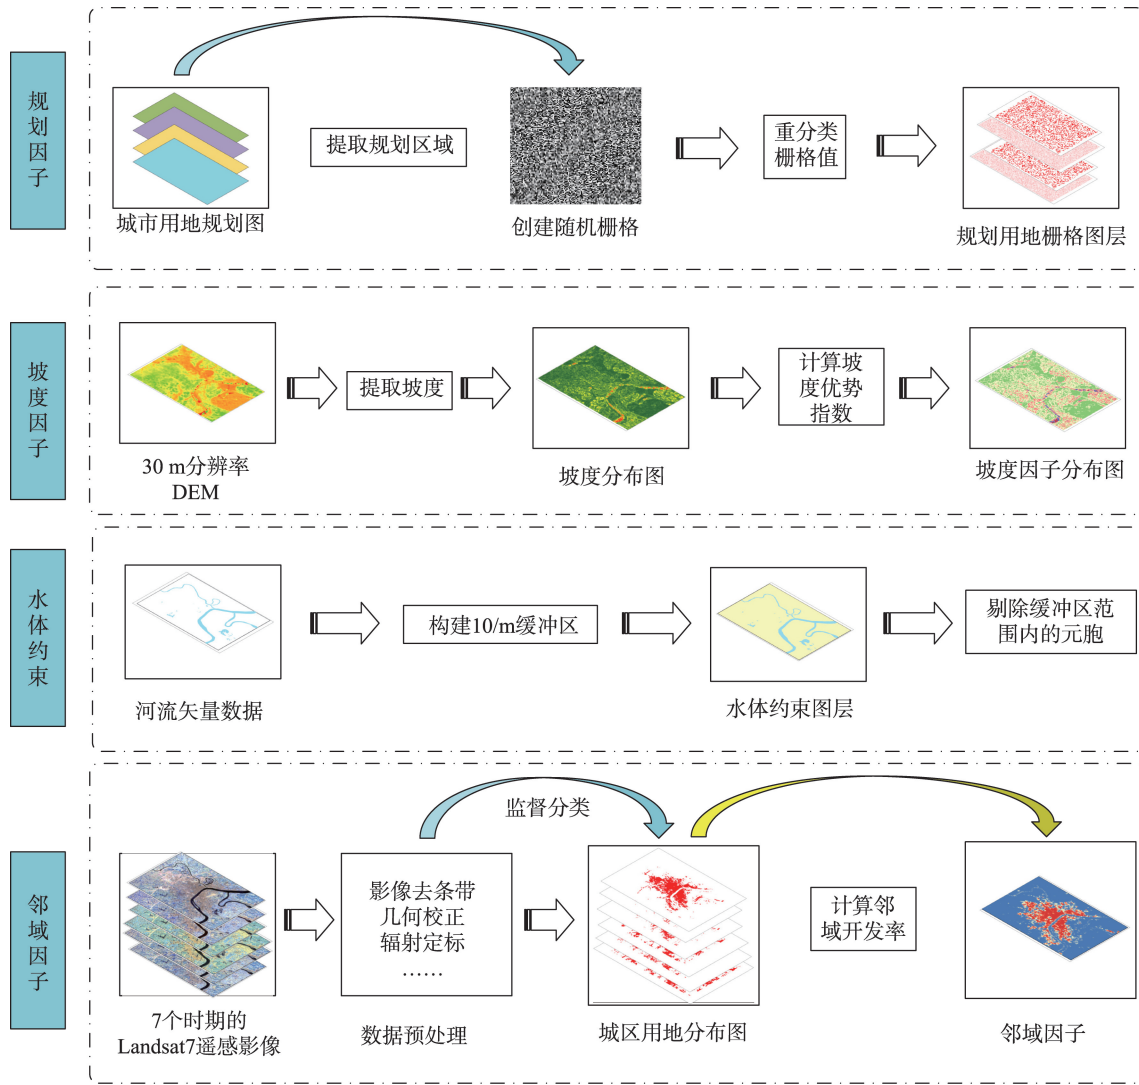 规划因子
提取规划区域
重分类
栅格值
城市用地规划图
创建随机栅格
规划用地栅格图层
坡度因子
提取坡度
计算坡
度优势
指数
30 m分辨率
DEM
坡度分布图
坡度因子分布图
水体约束
构建10/m缓冲区
剔除缓冲区范
围内的元胞
河流矢量数据
水体约束图层
邻域因子
监督分类
影像去条带
几何校正
辐射定标
……
计算邻
域开发率
7个时期的
Landsat7遥感影像
数据预处理
城区用地分布图
邻域因子